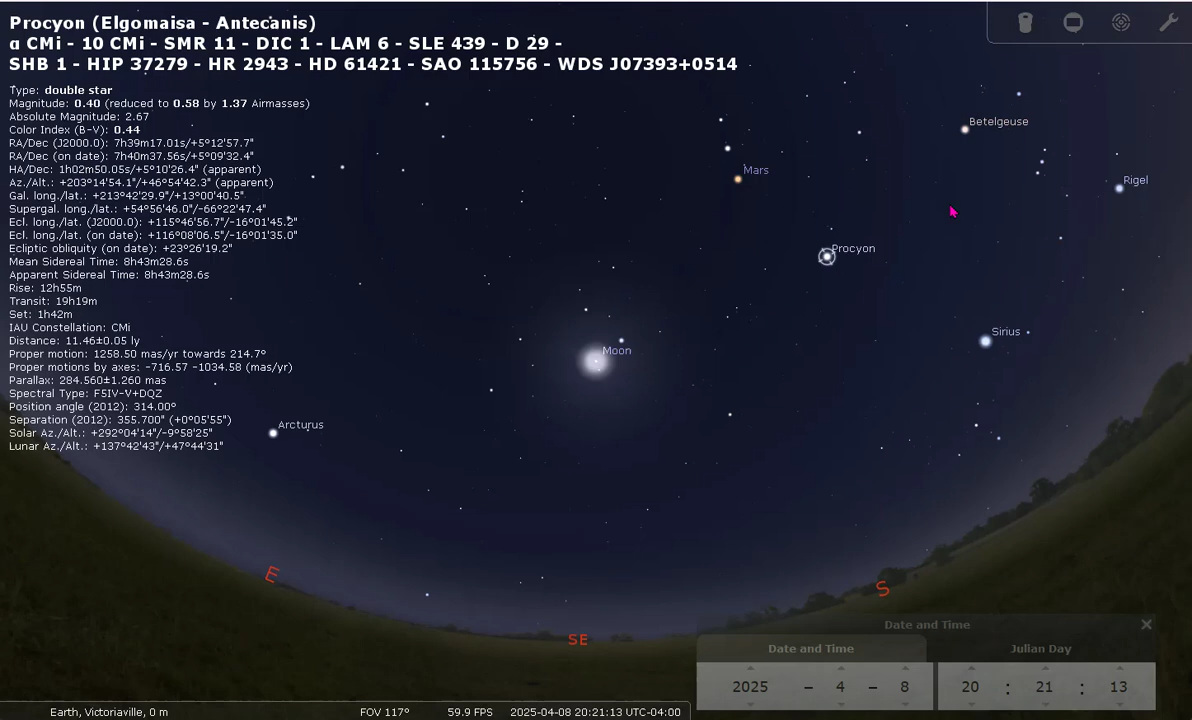 Procyon (Elgomaisa - Antecanis)
α CMi - 10 CMi - SMR 11 - DIC 1 - LAM 6 - SLE 439 - D 29 -
SHB 1 - HIP 37279 - HR 2943 - HD 61421 - SAO 115756 - WDS J07393+0514
Type: double star
Magnitude: 0.40 (reduced to 0.58 by 1.37 Airmasses)
Absolute Magnitude: 2.67
Color Index (B-V): 0.44
RA/Dec (J2000.0): 7h39m17.01s/+5°12'57.7"
RA/Dec (on date): 7h40m37.56s/+5°09'32.4"
HA/Dec: 1h02m50.05s/+5°10'26.4" (apparent)
Az./Alt.: +203°14'54.1"/+46°54'42.3" (apparent)
Gal. long./lat.: +213°42'29.9"/+13°00'40.5"
Supergal. long./lat.: +54°56'46.0"/-66°22'47.4"
Ecl. long./lat. (J2000.0): +115°46'56.7"/-16°01'45.2"
Ecl. long./lat. (on date): +116°08'06.5"/-16°01'35.0"
Ecliptic obliquity (on date): +23°26'19.2"
Mean Sidereal Time: 8h43m28.6s
Apparent Sidereal Time: 8h43m28.6s
Rise: 12h55m
Transit: 19h19m
Set: 1h42m
IAU Constellation: CMi
Distance: 11.46±0.05 ly
Proper motion: 1258.50 mas/yr towards 214.7°
Proper motions by axes: -716.57 -1034.58 (mas/yr)
Parallax: 284.560±1.260 mas
Spectral Type: F5IV-V+DQZ
Position angle (2012): 314.00°
Separation (2012): 355.700" (+0°05'55")
Solar Az./Alt.: +292°04'14"/-9°58'25"
Lunar Az./Alt.: +137°42'43"/+47°44'31"
Betelgeuse
Mars
Rigel
Procyon
Sirius
Moon
Arcturus
E
S
SE
Date and Time
Date and Time
Julian Day
2025 - 4 - 8
20 : 21 : 13
Earth, Victoriaville, 0 m
FOV 117°
59.9 FPS
2025-04-08 20:21:13 UTC-04:00